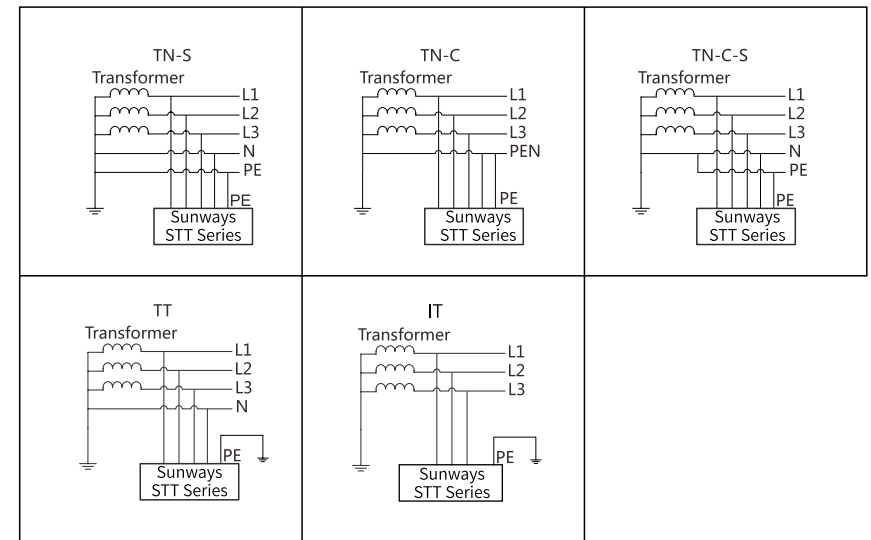 TN-S
Transformer
L1
L2
L3
N
PE
PE
Sunways
STT Series
TN-C
Transformer
L1
L2
L3
PEN
PE
Sunways
STT Series
TN-C-S
Transformer
L1
L2
L3
N
PE
PE
Sunways
STT Series
TT
Transformer
L1
L2
L3
N
PE
Sunways
STT Series
IT
Transformer
L1
L2
L3
PE
Sunways
STT Series